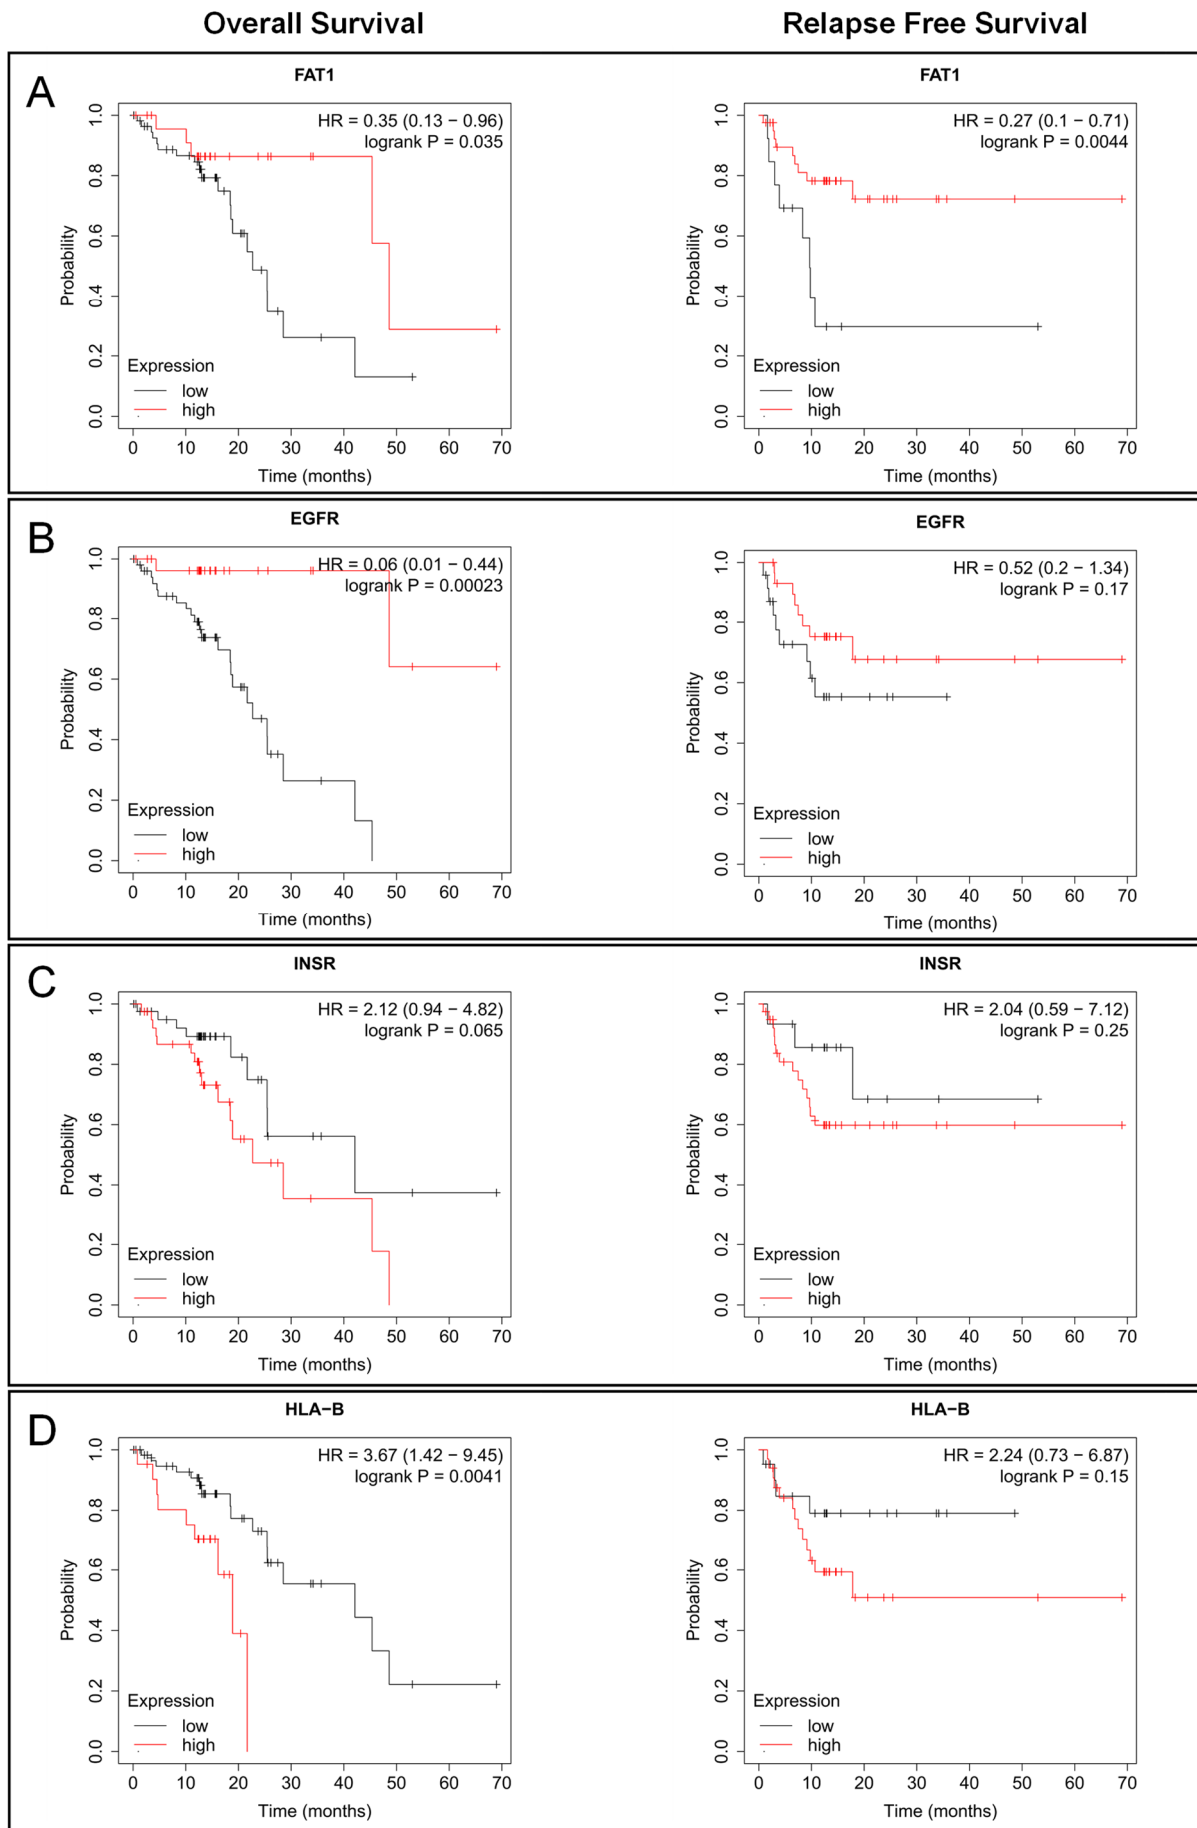 Overall Survival
Relapse Free Survival
A
FAT1
HR = 0.35 (0.13 − 0.96)
logrank P = 0.035
Probability
0.0 0.2 0.4 0.6 0.8 1.0
Expression
low
high
0 10 20 30 40 50 60 70
Time (months)
FAT1
HR = 0.27 (0.1 − 0.71)
logrank P = 0.0044
Probability
0.0 0.2 0.4 0.6 0.8 1.0
Expression
low
high
0 10 20 30 40 50 60 70
Time (months)
B
EGFR
HR = 0.06 (0.01 − 0.44)
logrank P = 0.00023
Probability
0.0 0.2 0.4 0.6 0.8 1.0
Expression
low
high
0 10 20 30 40 50 60 70
Time (months)
EGFR
HR = 0.52 (0.2 − 1.34)
logrank P = 0.17
Probability
0.0 0.2 0.4 0.6 0.8 1.0
Expression
low
high
0 10 20 30 40 50 60 70
Time (months)
C
INSR
HR = 2.12 (0.94 − 4.82)
logrank P = 0.065
Probability
0.0 0.2 0.4 0.6 0.8 1.0
Expression
low
high
0 10 20 30 40 50 60 70
Time (months)
INSR
HR = 2.04 (0.59 − 7.12)
logrank P = 0.25
Probability
0.0 0.2 0.4 0.6 0.8 1.0
Expression
low
high
0 10 20 30 40 50 60 70
Time (months)
D
HLA−B
HR = 3.67 (1.42 − 9.45)
logrank P = 0.0041
Probability
0.0 0.2 0.4 0.6 0.8 1.0
Expression
low
high
0 10 20 30 40 50 60 70
Time (months)
HLA−B
HR = 2.24 (0.73 − 6.87)
logrank P = 0.15
Probability
0.0 0.2 0.4 0.6 0.8 1.0
Expression
low
high
0 10 20 30 40 50 60 70
Time (months)